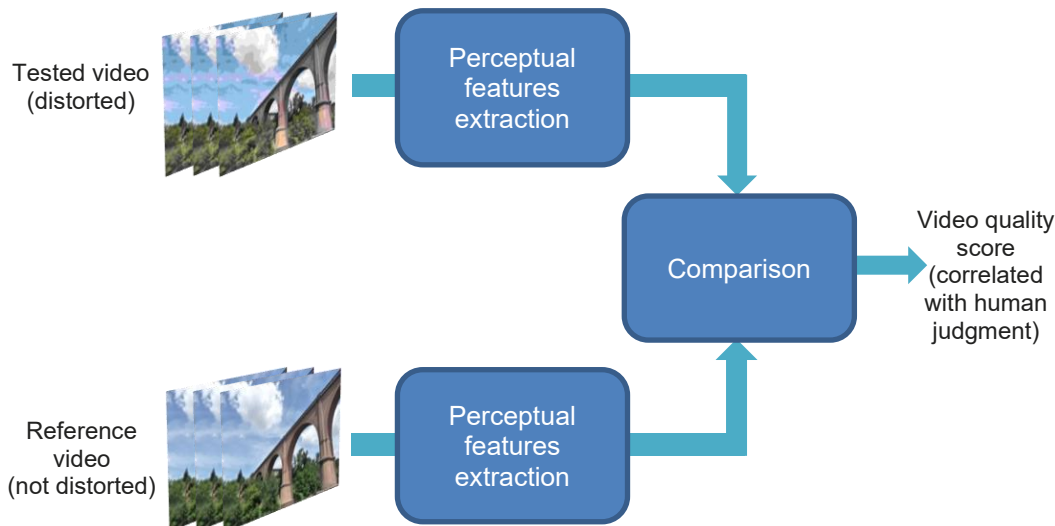 Tested video
(distorted)
Perceptual
features
extraction
Comparison
Video quality
score
(correlated
with human
judgment)
Reference
video
(not distorted)
Perceptual
features
extraction